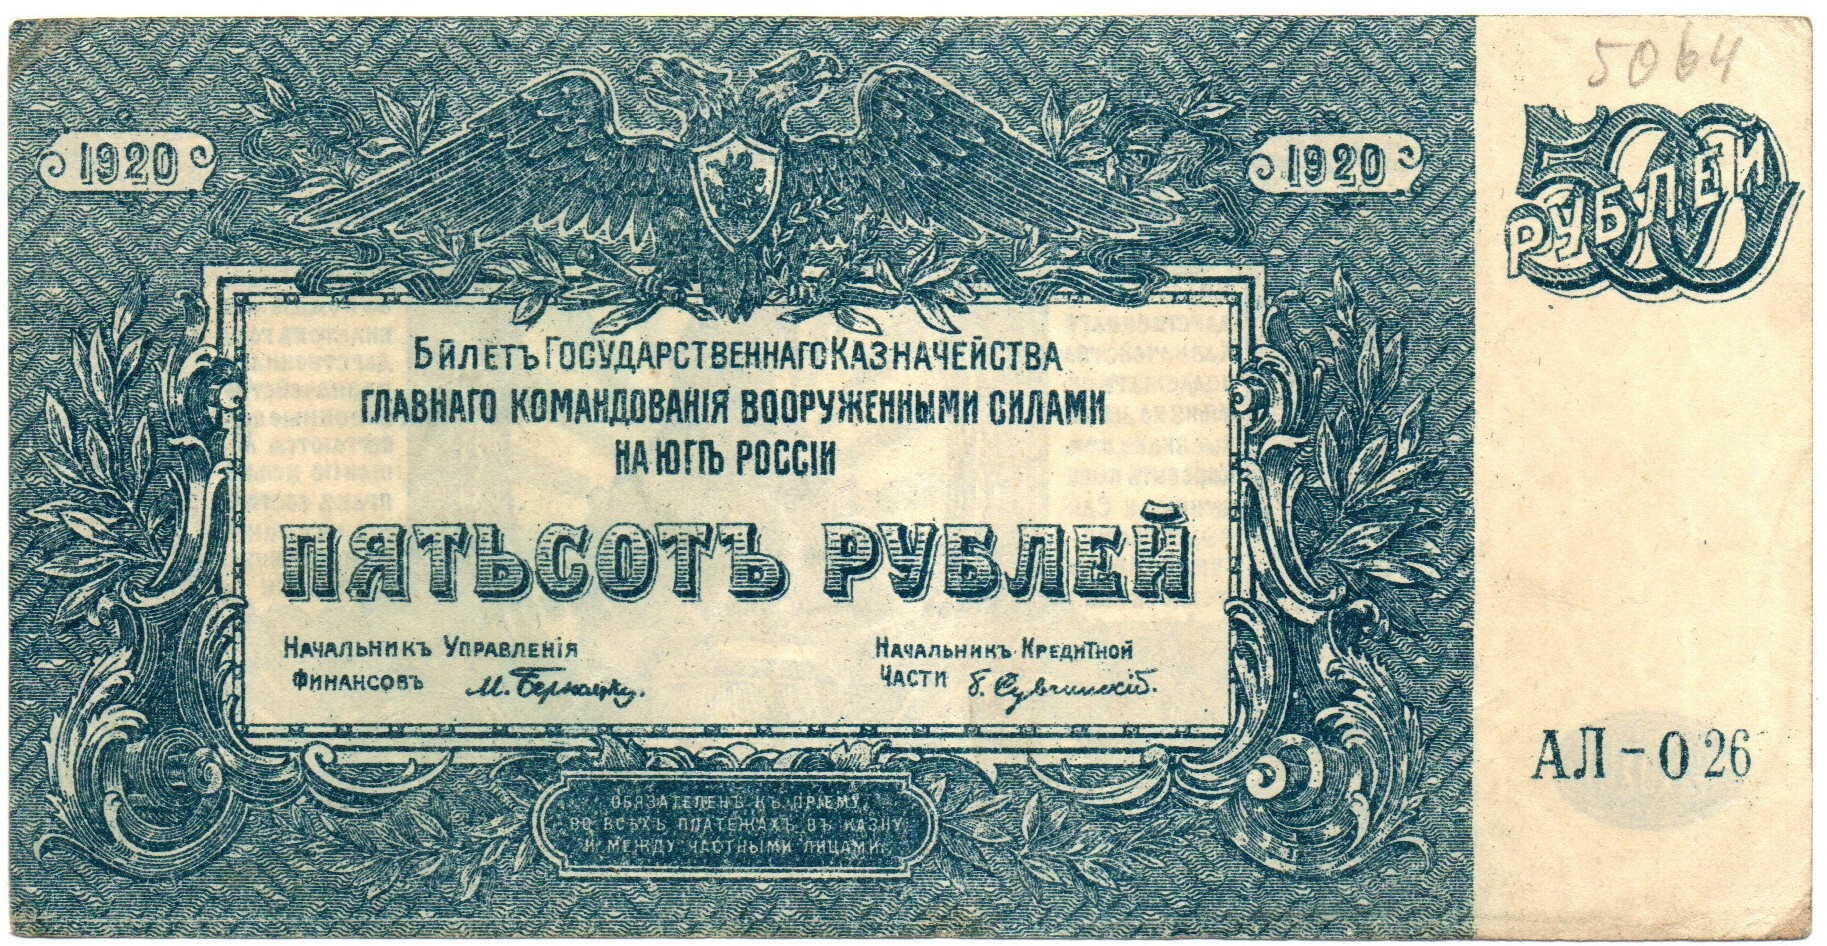 5064
1920
1920
500
РУБЛЕЙ
БИЛЕТЪ ГОСУДАРСТВЕННАГО КАЗНАЧЕЙСТВА
ГЛАВНАГО КОМАНДОВАНІЯ ВООРУЖЕННЫМИ СИЛАМИ
НА ЮГѢ РОССІИ
ПЯТЬСОТЪ РУБЛЕЙ
НАЧАЛЬНИКЪ УПРАВЛЕНІЯ
ФИНАНСОВЪ М.
НАЧАЛЬНИКЪ КРЕДИТНОЙ
ЧАСТИ Б. Сувчинскій.
АЛ-026
ОБЯЗАТЕЛЕНЪ КЪ ПРІЕМУ
ВО ВСѢХЪ ПЛАТЕЖАХЪ ВЪ КАЗНУ
И МЕЖДУ ЧАСТНЫМИ ЛИЦАМИ.